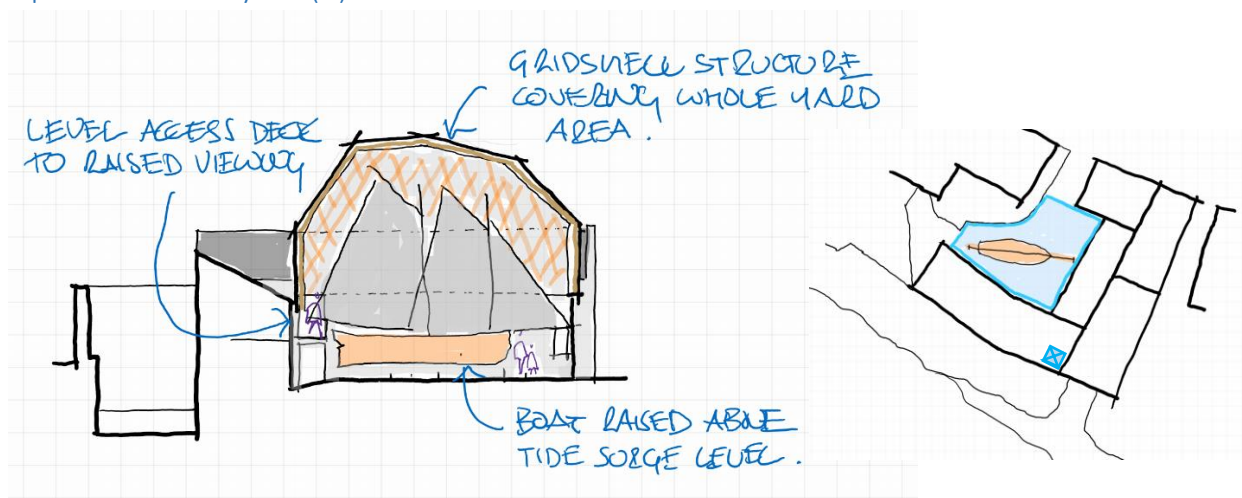 GRIDSHELL STRUCTURE
COVERING WHOLE YARD
AREA.
LEVEL ACCESS DECK
TO RAISED VIEWING
BOAT RAISED ABOVE
TIDE SURGE LEVEL.